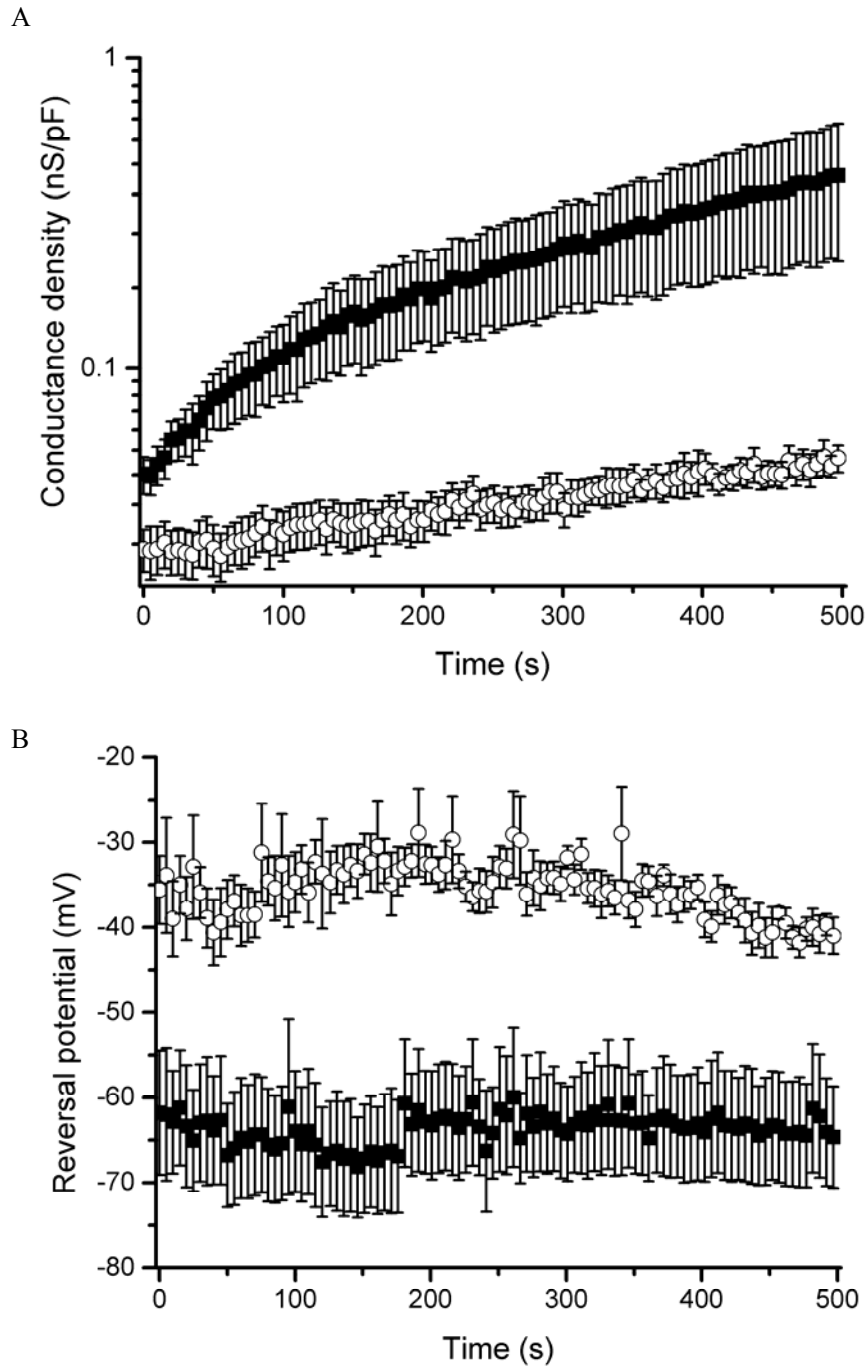 A
1
0.1
Conductance density (nS/pF)
0 100 200 300 400 500
Time (s)
B
-20
-30
-40
-50
-60
-70
-80
Reversal potential (mV)
0 100 200 300 400 500
Time (s)